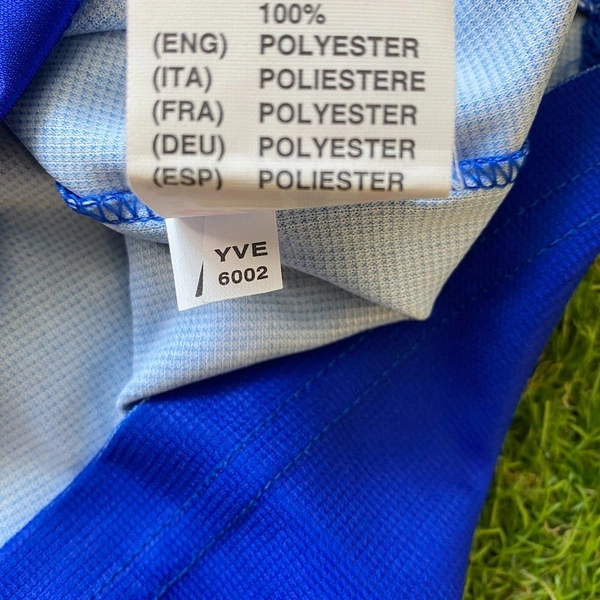 100%
(ENG) POLYESTER
(ITA) POLIESTERE
(FRA) POLYESTER
(DEU) POLYESTER
(ESP) POLIESTER
YVE
/ 6002